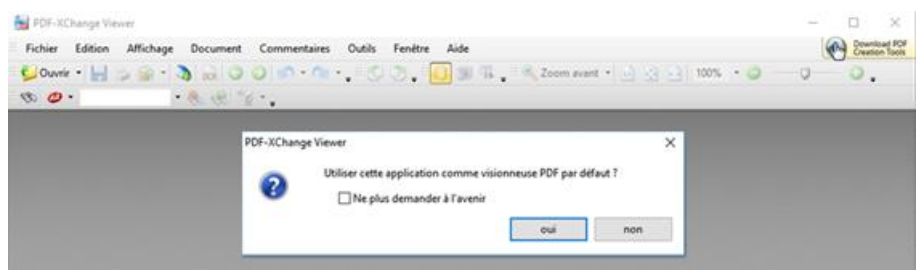 PDF-XChange Viewer
Fichier Edition Affichage Document Commentaires Outils Fenêtre Aide
Download PDF
Creation Tools
Ouvrir Zoom avant 100%
PDF-XChange Viewer
Utiliser cette application comme visionneuse PDF par défaut ?
Ne plus demander à l'avenir
oui non